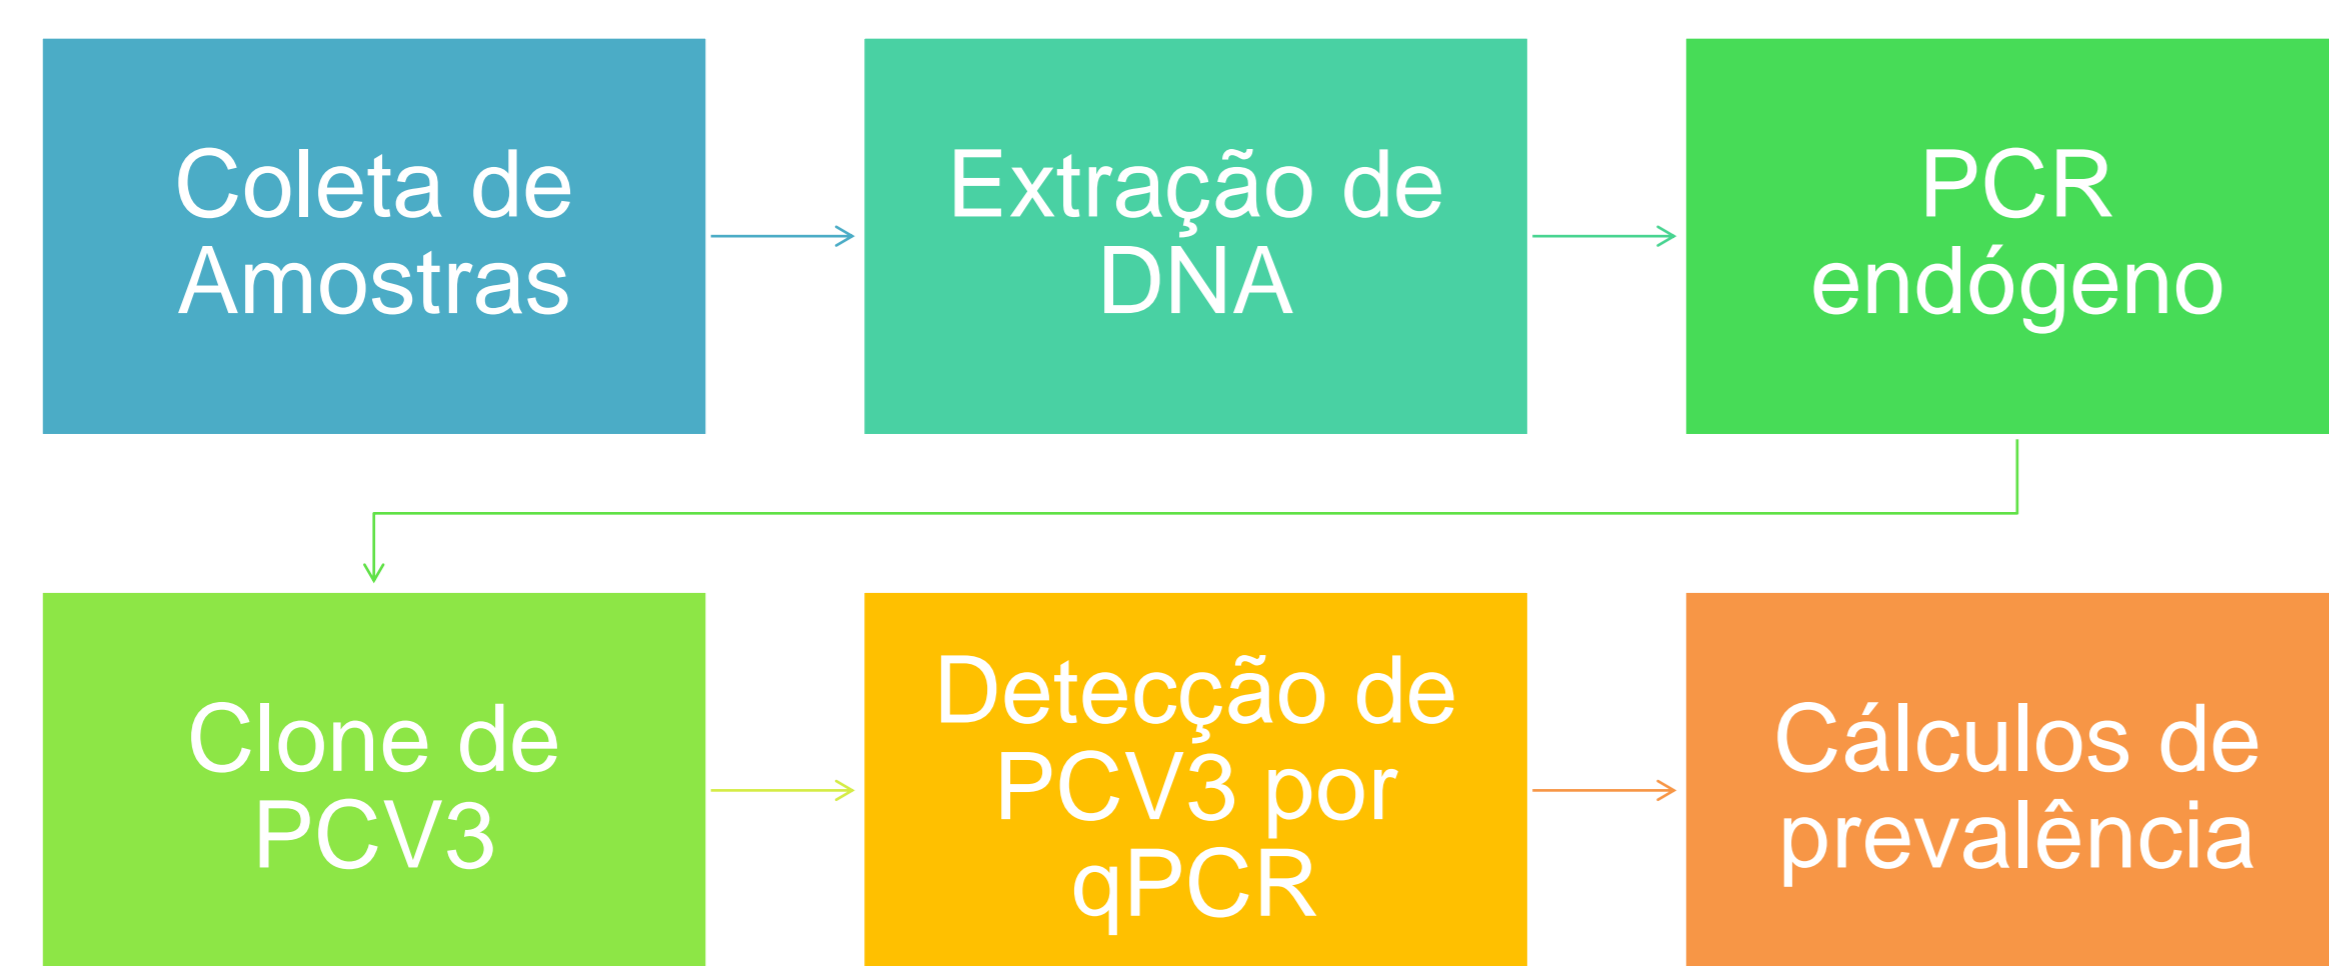 Coleta de
Amostras
Extração de
DNA
PCR
endógeno
Clone de
PCV3
Detecção de
PCV3 por
qPCR
Cálculos de
prevalência